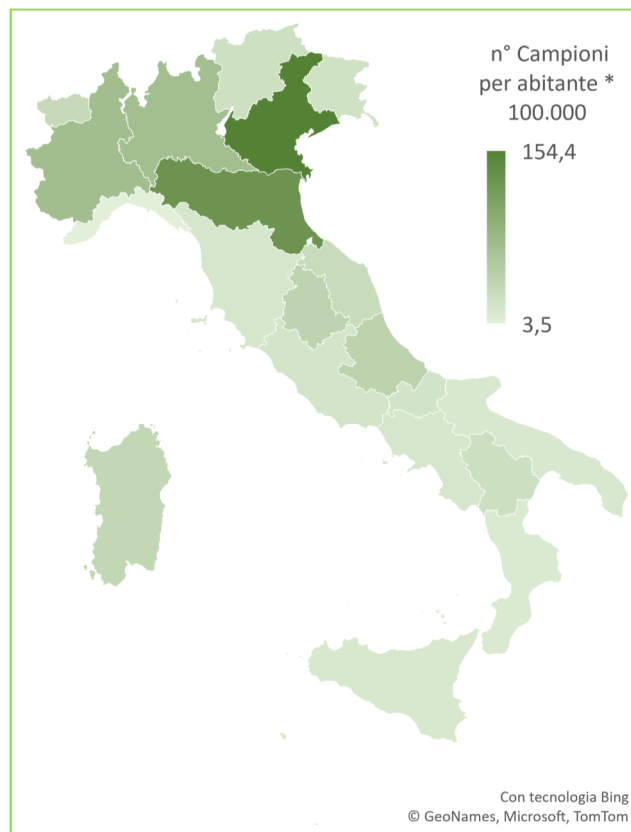 n° Campioni
per abitante *
100.000
154,4
3,5
Con tecnologia Bing
© GeoNames, Microsoft, TomTom